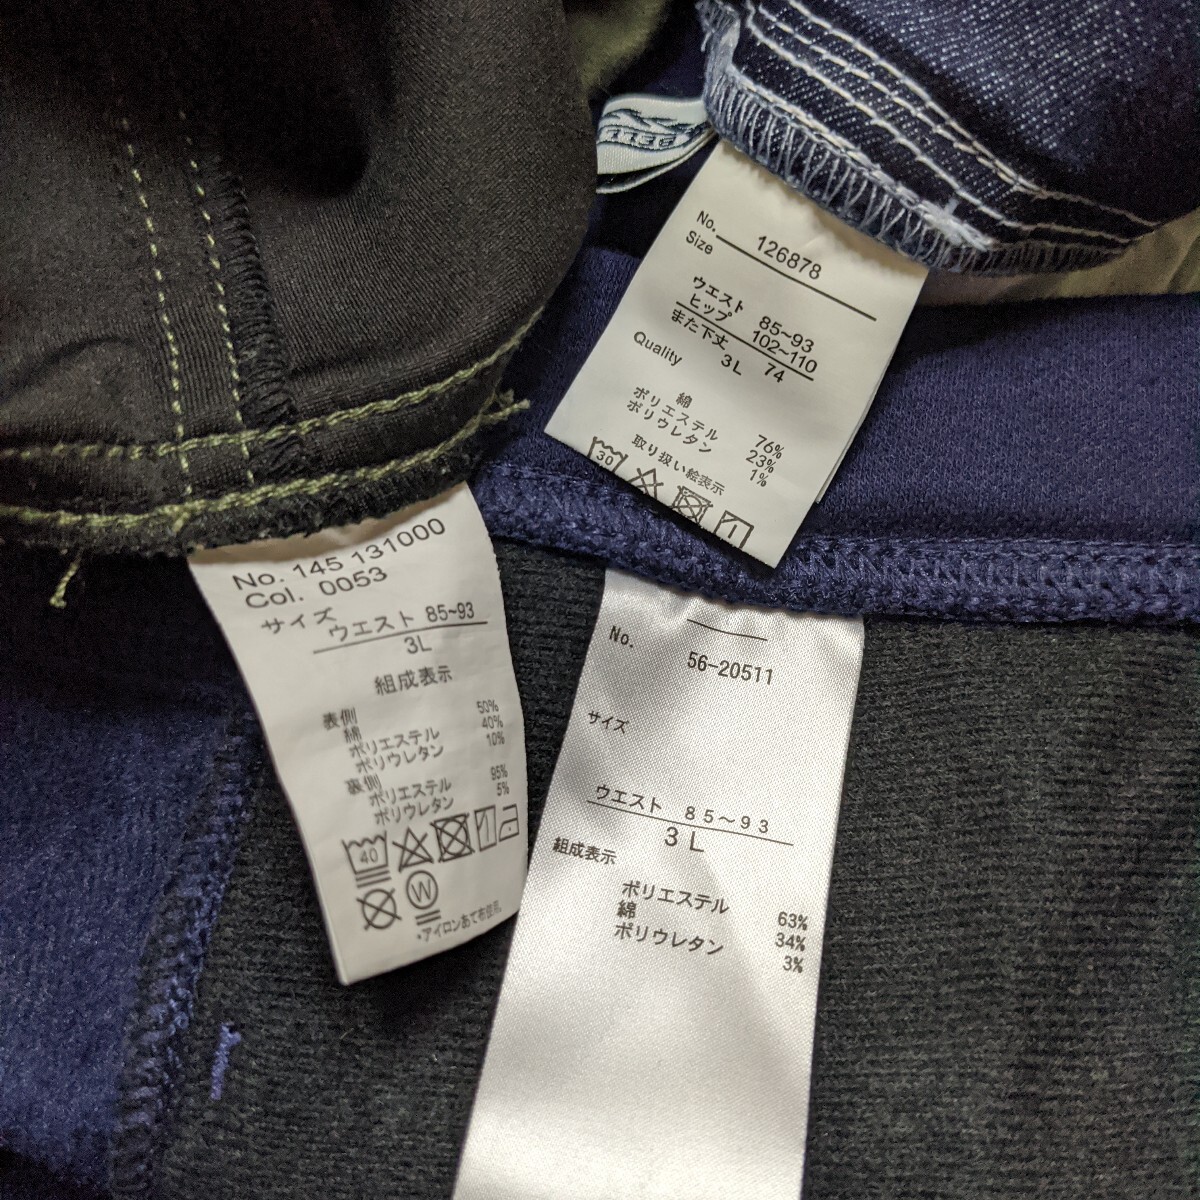 No. 126878
Size
ウエスト 85~93
ヒップ 102~110
また下丈 74
3L
Quality
綿 76%
ポリエステル 23%
ポリウレタン 1%
取り扱い絵表示
30
No. 145 131000
Col. 0053
サイズ
ウエスト 85~93
3L
組成表示
表側
綿 50%
ポリエステル 40%
ポリウレタン 10%
裏側
ポリエステル 95%
ポリウレタン 5%
40
W
・アイロンあて布使用
No. 56-20511
サイズ
ウエスト 85～93
3L
組成表示
ポリエステル 63%
綿 34%
ポリウレタン 3%